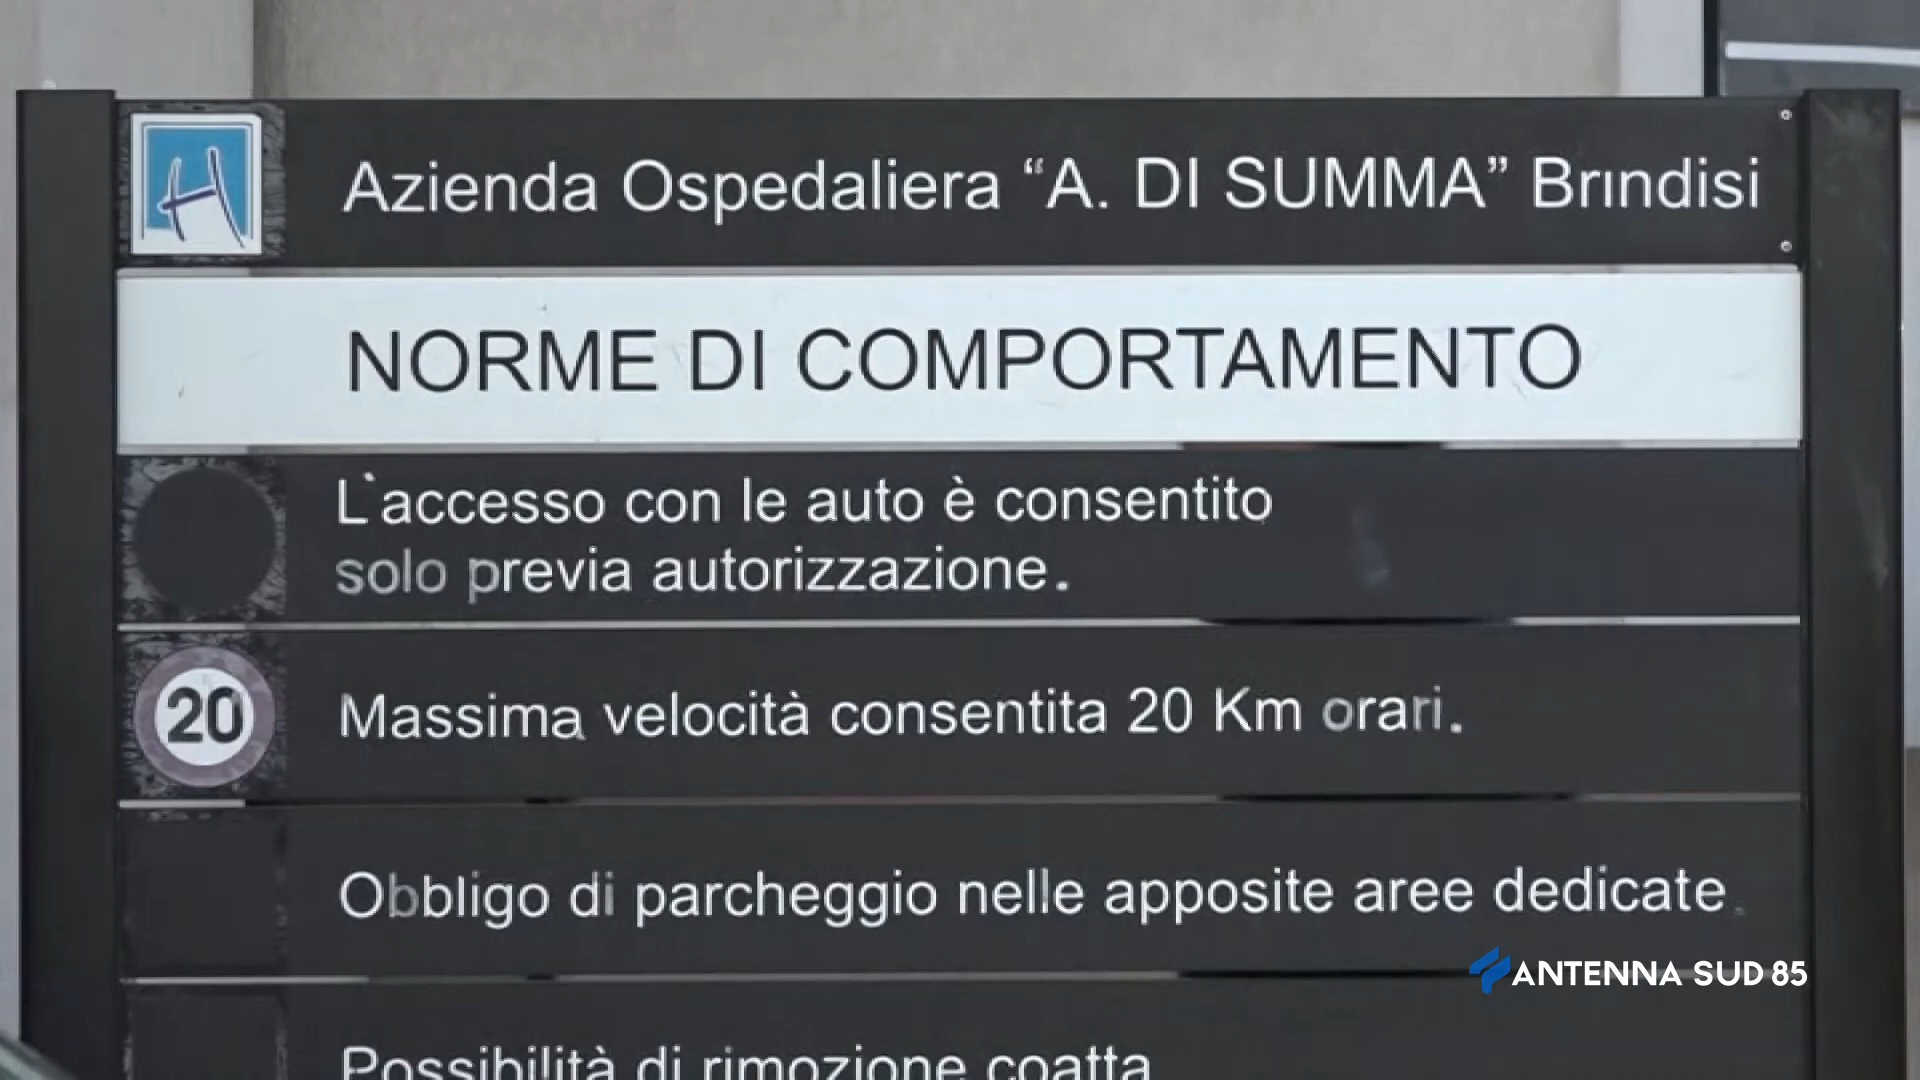 Azienda Ospedaliera “A. DI SUMMA” Brindisi
NORME DI COMPORTAMENTO
L'accesso con le auto è consentito
solo previa autorizzazione.
20
Massima velocità consentita 20 Km orari.
Obbligo di parcheggio nelle apposite aree dedicate.
ANTENNA SUD 85
Possibilità di rimozione coatta